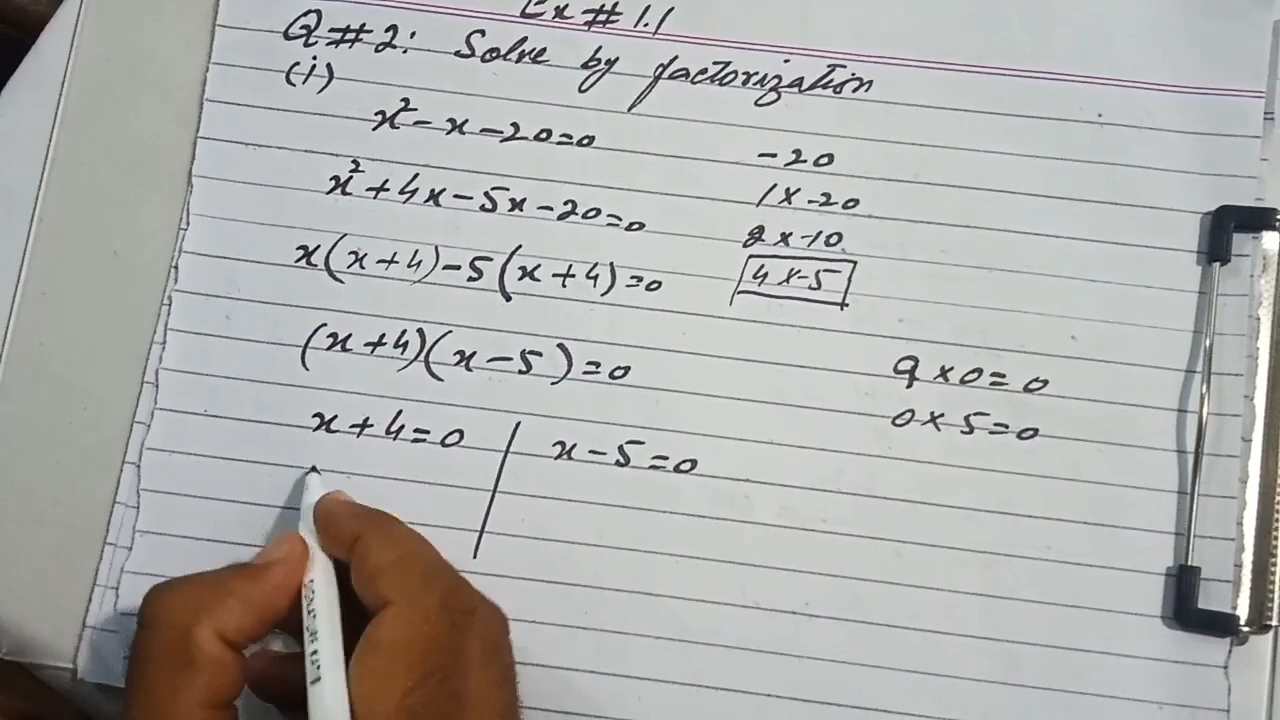 Ex # 1.1
Q # 2: Solve by factorization
(i)
x² - x - 20 = 0
x² + 4x - 5x - 20 = 0
x(x + 4) - 5(x + 4) = 0
(x + 4)(x - 5) = 0
x + 4 = 0 | x - 5 = 0
-20
1 x -20
2 x -10
4 x -5
9 x 0 = 0
0 x 5 = 0